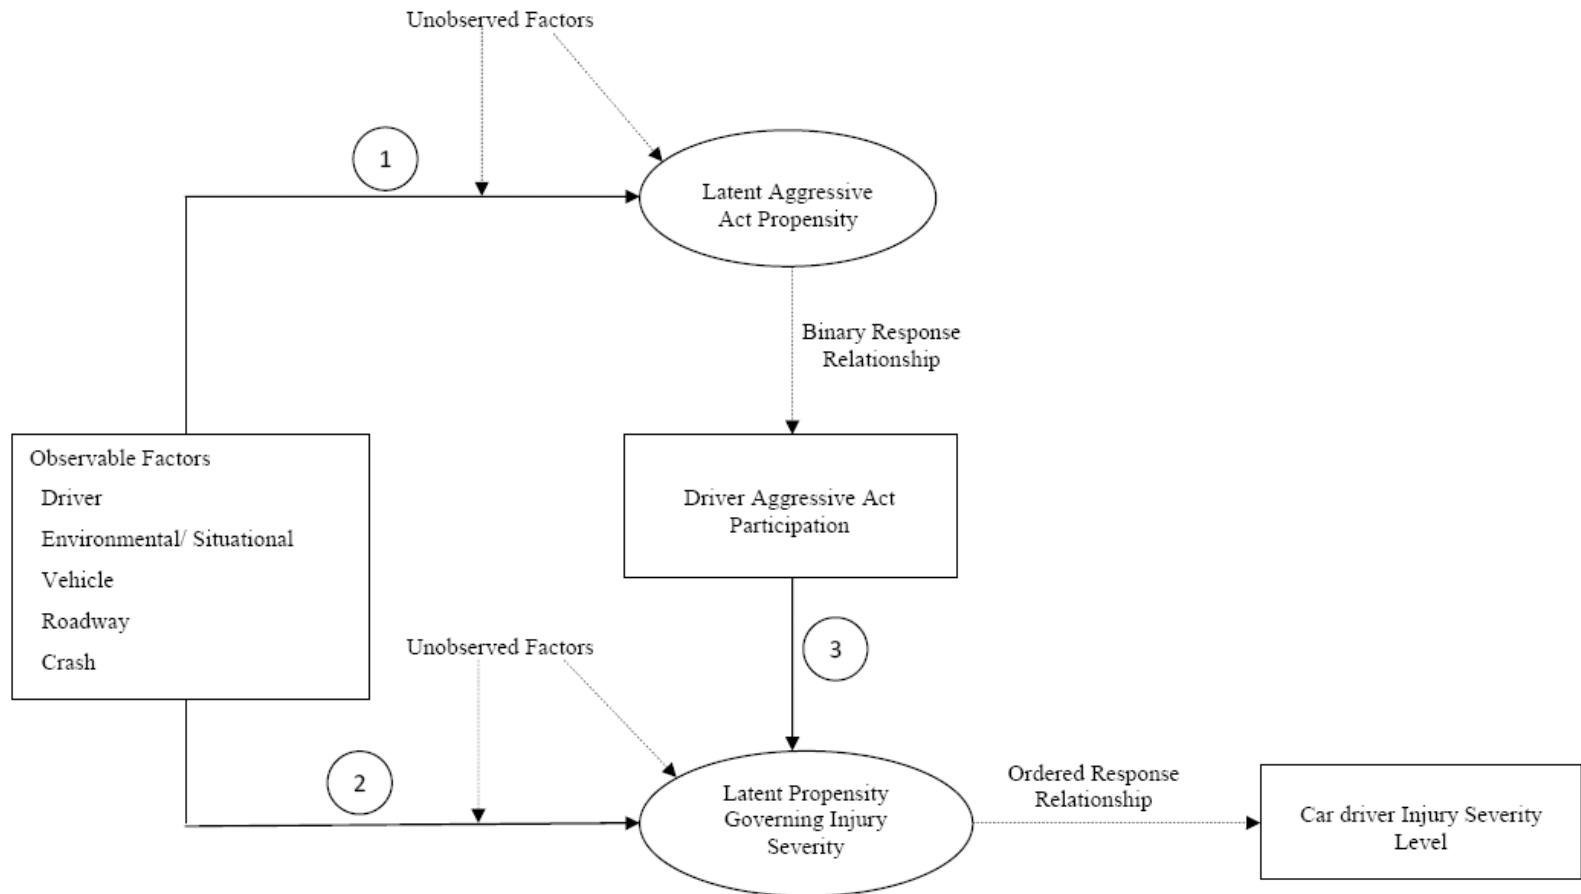 Unobserved Factors
1
Latent Aggressive
Act Propensity
Binary Response
Relationship
Observable Factors
Driver
Environmental/ Situational
Vehicle
Roadway
Crash
Driver Aggressive Act
Participation
Unobserved Factors
3
2
Latent Propensity
Governing Injury
Severity
Ordered Response
Relationship
Car driver Injury Severity
Level